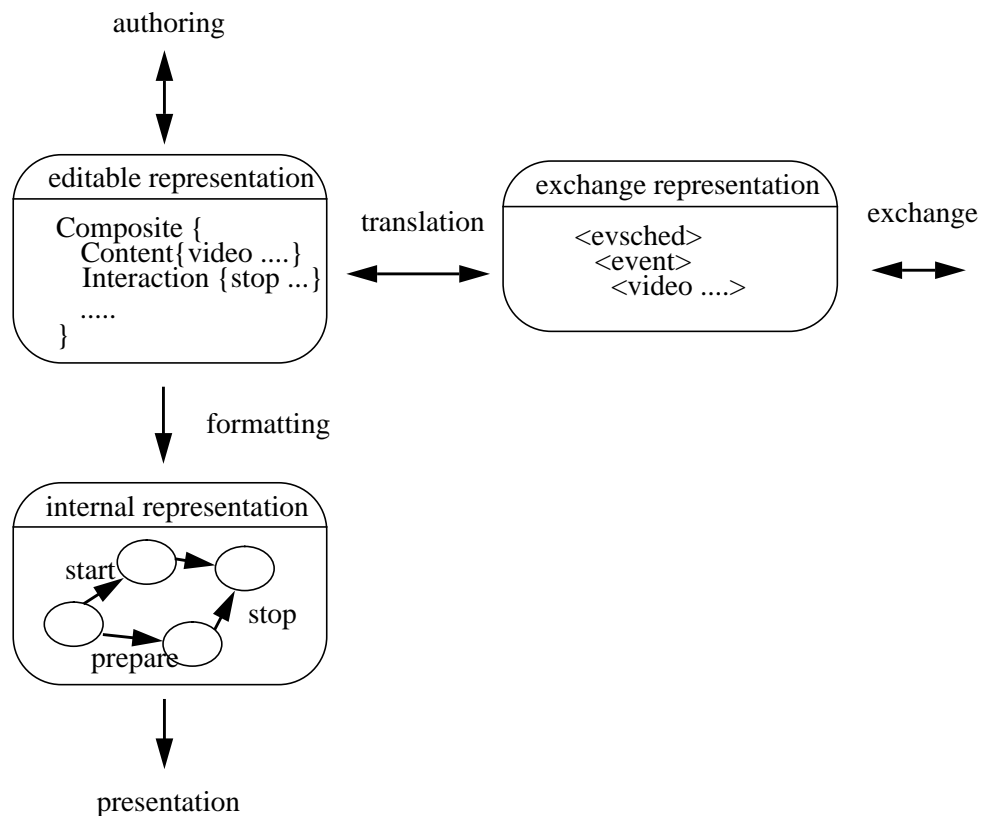 authoring
editable representation
Composite {
Content{video ....}
Interaction {stop ...}
.....
}
translation
exchange representation
<evsched>
<event>
<video ....>
exchange
formatting
internal representation
start
stop
prepare
presentation